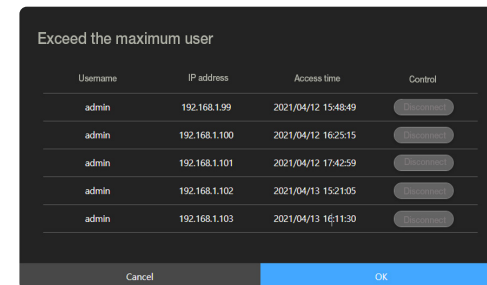 Exceed the maximum user
Username IP address Access time Control
admin 192.168.1.99 2021/04/12 15:48:49 Disconnect
admin 192.168.1.100 2021/04/12 16:25:15 Disconnect
admin 192.168.1.101 2021/04/12 17:42:59 Disconnect
admin 192.168.1.102 2021/04/13 15:21:05 Disconnect
admin 192.168.1.103 2021/04/13 16:11:30 Disconnect
Cancel OK